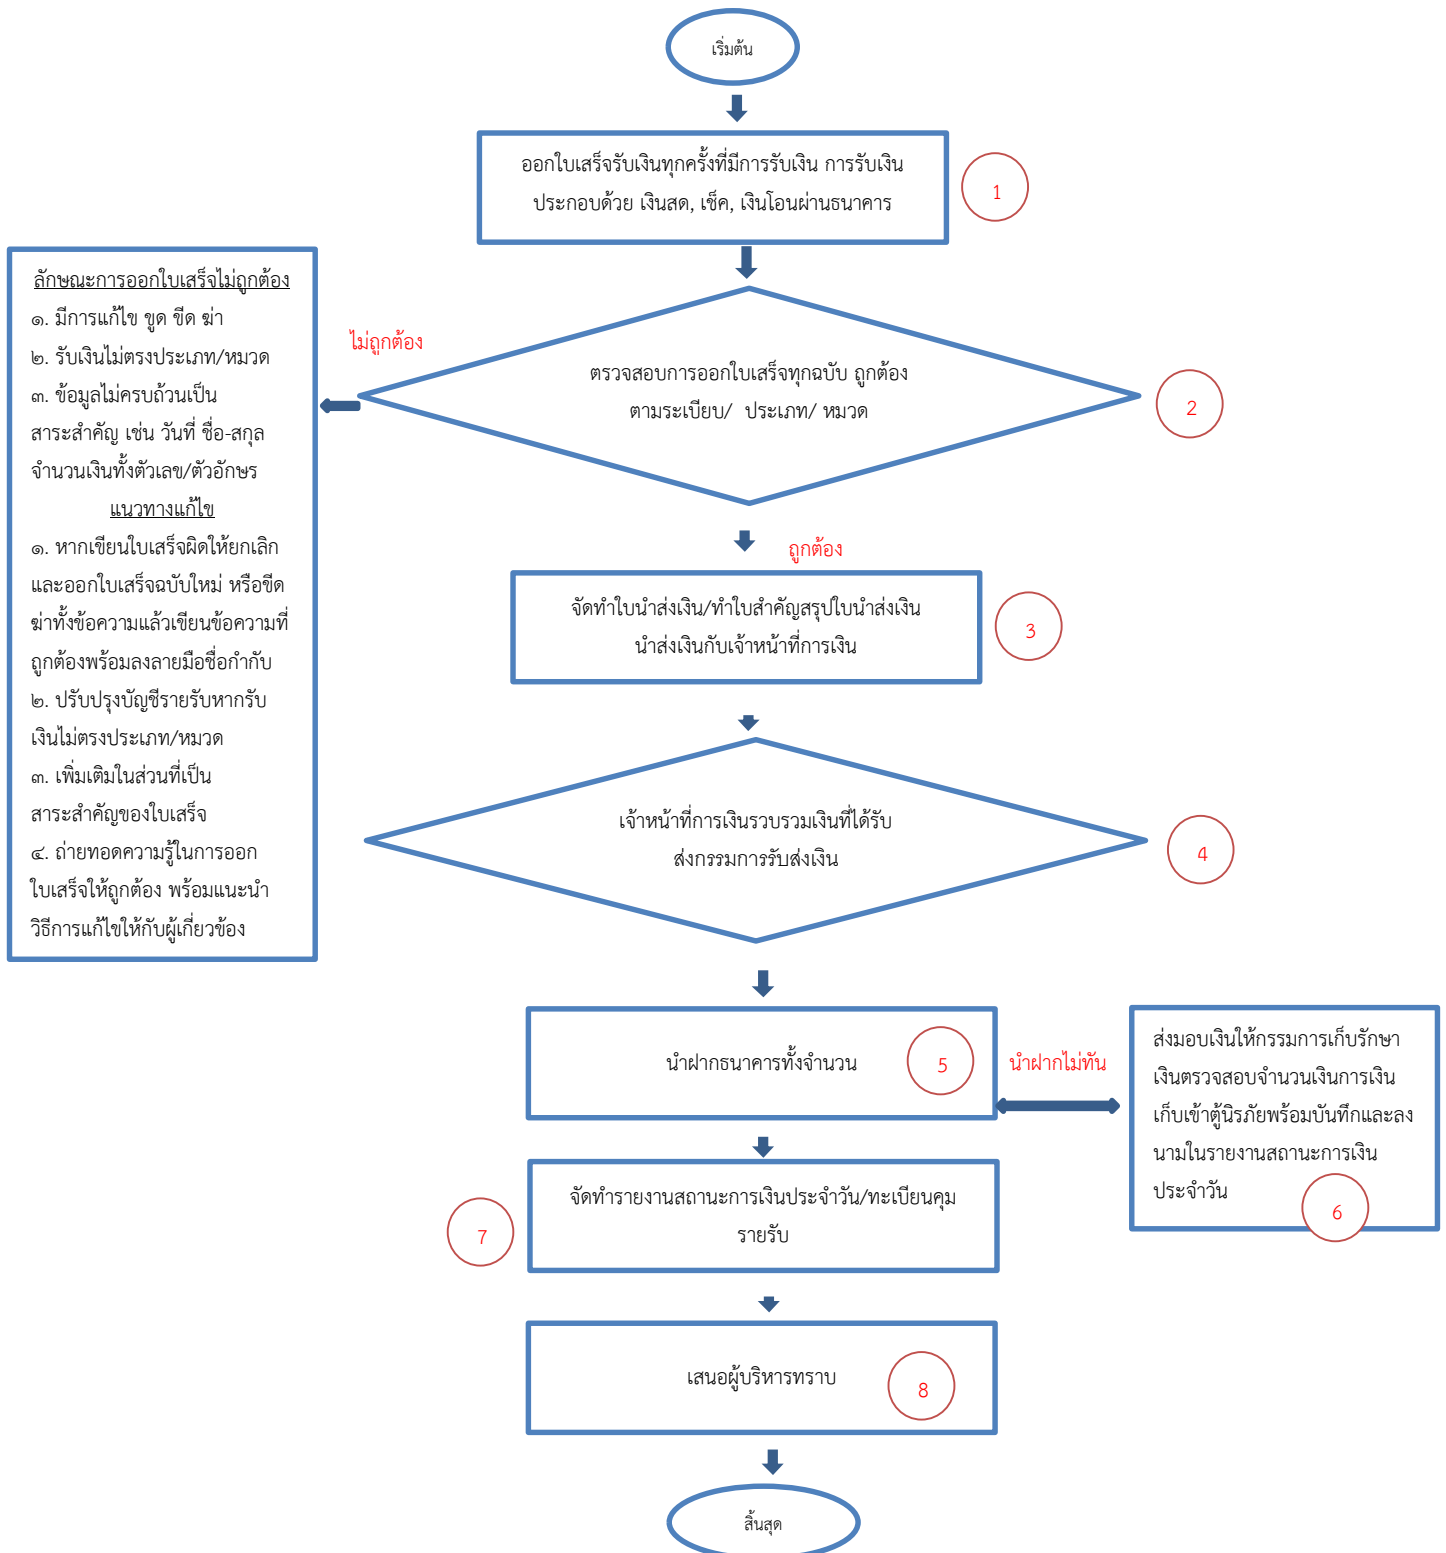 เริ่มต้น
ออกใบเสร็จรับเงินทุกครั้งที่มีการรับเงิน การรับเงิน
ประกอบด้วย เงินสด, เช็ค, เงินโอนผ่านธนาคาร
1
ลักษณะการออกใบเสร็จไม่ถูกต้อง
๑. มีการแก้ไข ขูด ขีด ฆ่า
๒. รับเงินไม่ตรงประเภท/หมวด
๓. ข้อมูลไม่ครบถ้วนเป็น
สาระสำคัญ เช่น วันที่ ชื่อ-สกุล
จำนวนเงินทั้งตัวเลข/ตัวอักษร
แนวทางแก้ไข
๑. หากเขียนใบเสร็จผิดให้ยกเลิก
และออกใบเสร็จฉบับใหม่ หรือขีด
ฆ่าทั้งข้อความแล้วเขียนข้อความที่
ถูกต้องพร้อมลงลายมือชื่อกำกับ
๒. ปรับปรุงบัญชีรายรับหากรับ
เงินไม่ตรงประเภท/หมวด
๓. เพิ่มเติมในส่วนที่เป็น
สาระสำคัญของใบเสร็จ
๔. ถ่ายทอดความรู้ในการออก
ใบเสร็จให้ถูกต้อง พร้อมแนะนำ
วิธีการแก้ไขให้กับผู้เกี่ยวข้อง
ไม่ถูกต้อง
ตรวจสอบการออกใบเสร็จทุกฉบับ ถูกต้อง
ตามระเบียบ/ ประเภท/ หมวด
2
ถูกต้อง
จัดทำใบนำส่งเงิน/ทำใบสำคัญสรุปใบนำส่งเงิน
นำส่งเงินกับเจ้าหน้าที่การเงิน
3
เจ้าหน้าที่การเงินรวบรวมเงินที่ได้รับ
ส่งกรรมการรับส่งเงิน
4
นำฝากธนาคารทั้งจำนวน
5
นำฝากไม่ทัน
ส่งมอบเงินให้กรรมการเก็บรักษา
เงินตรวจสอบจำนวนเงินการเงิน
เก็บเข้าตู้นิรภัยพร้อมบันทึกและลง
นามในรายงานสถานะการเงิน
ประจำวัน
6
จัดทำรายงานสถานะการเงินประจำวัน/ทะเบียนคุม
รายรับ
7
เสนอผู้บริหารทราบ
8
สิ้นสุด